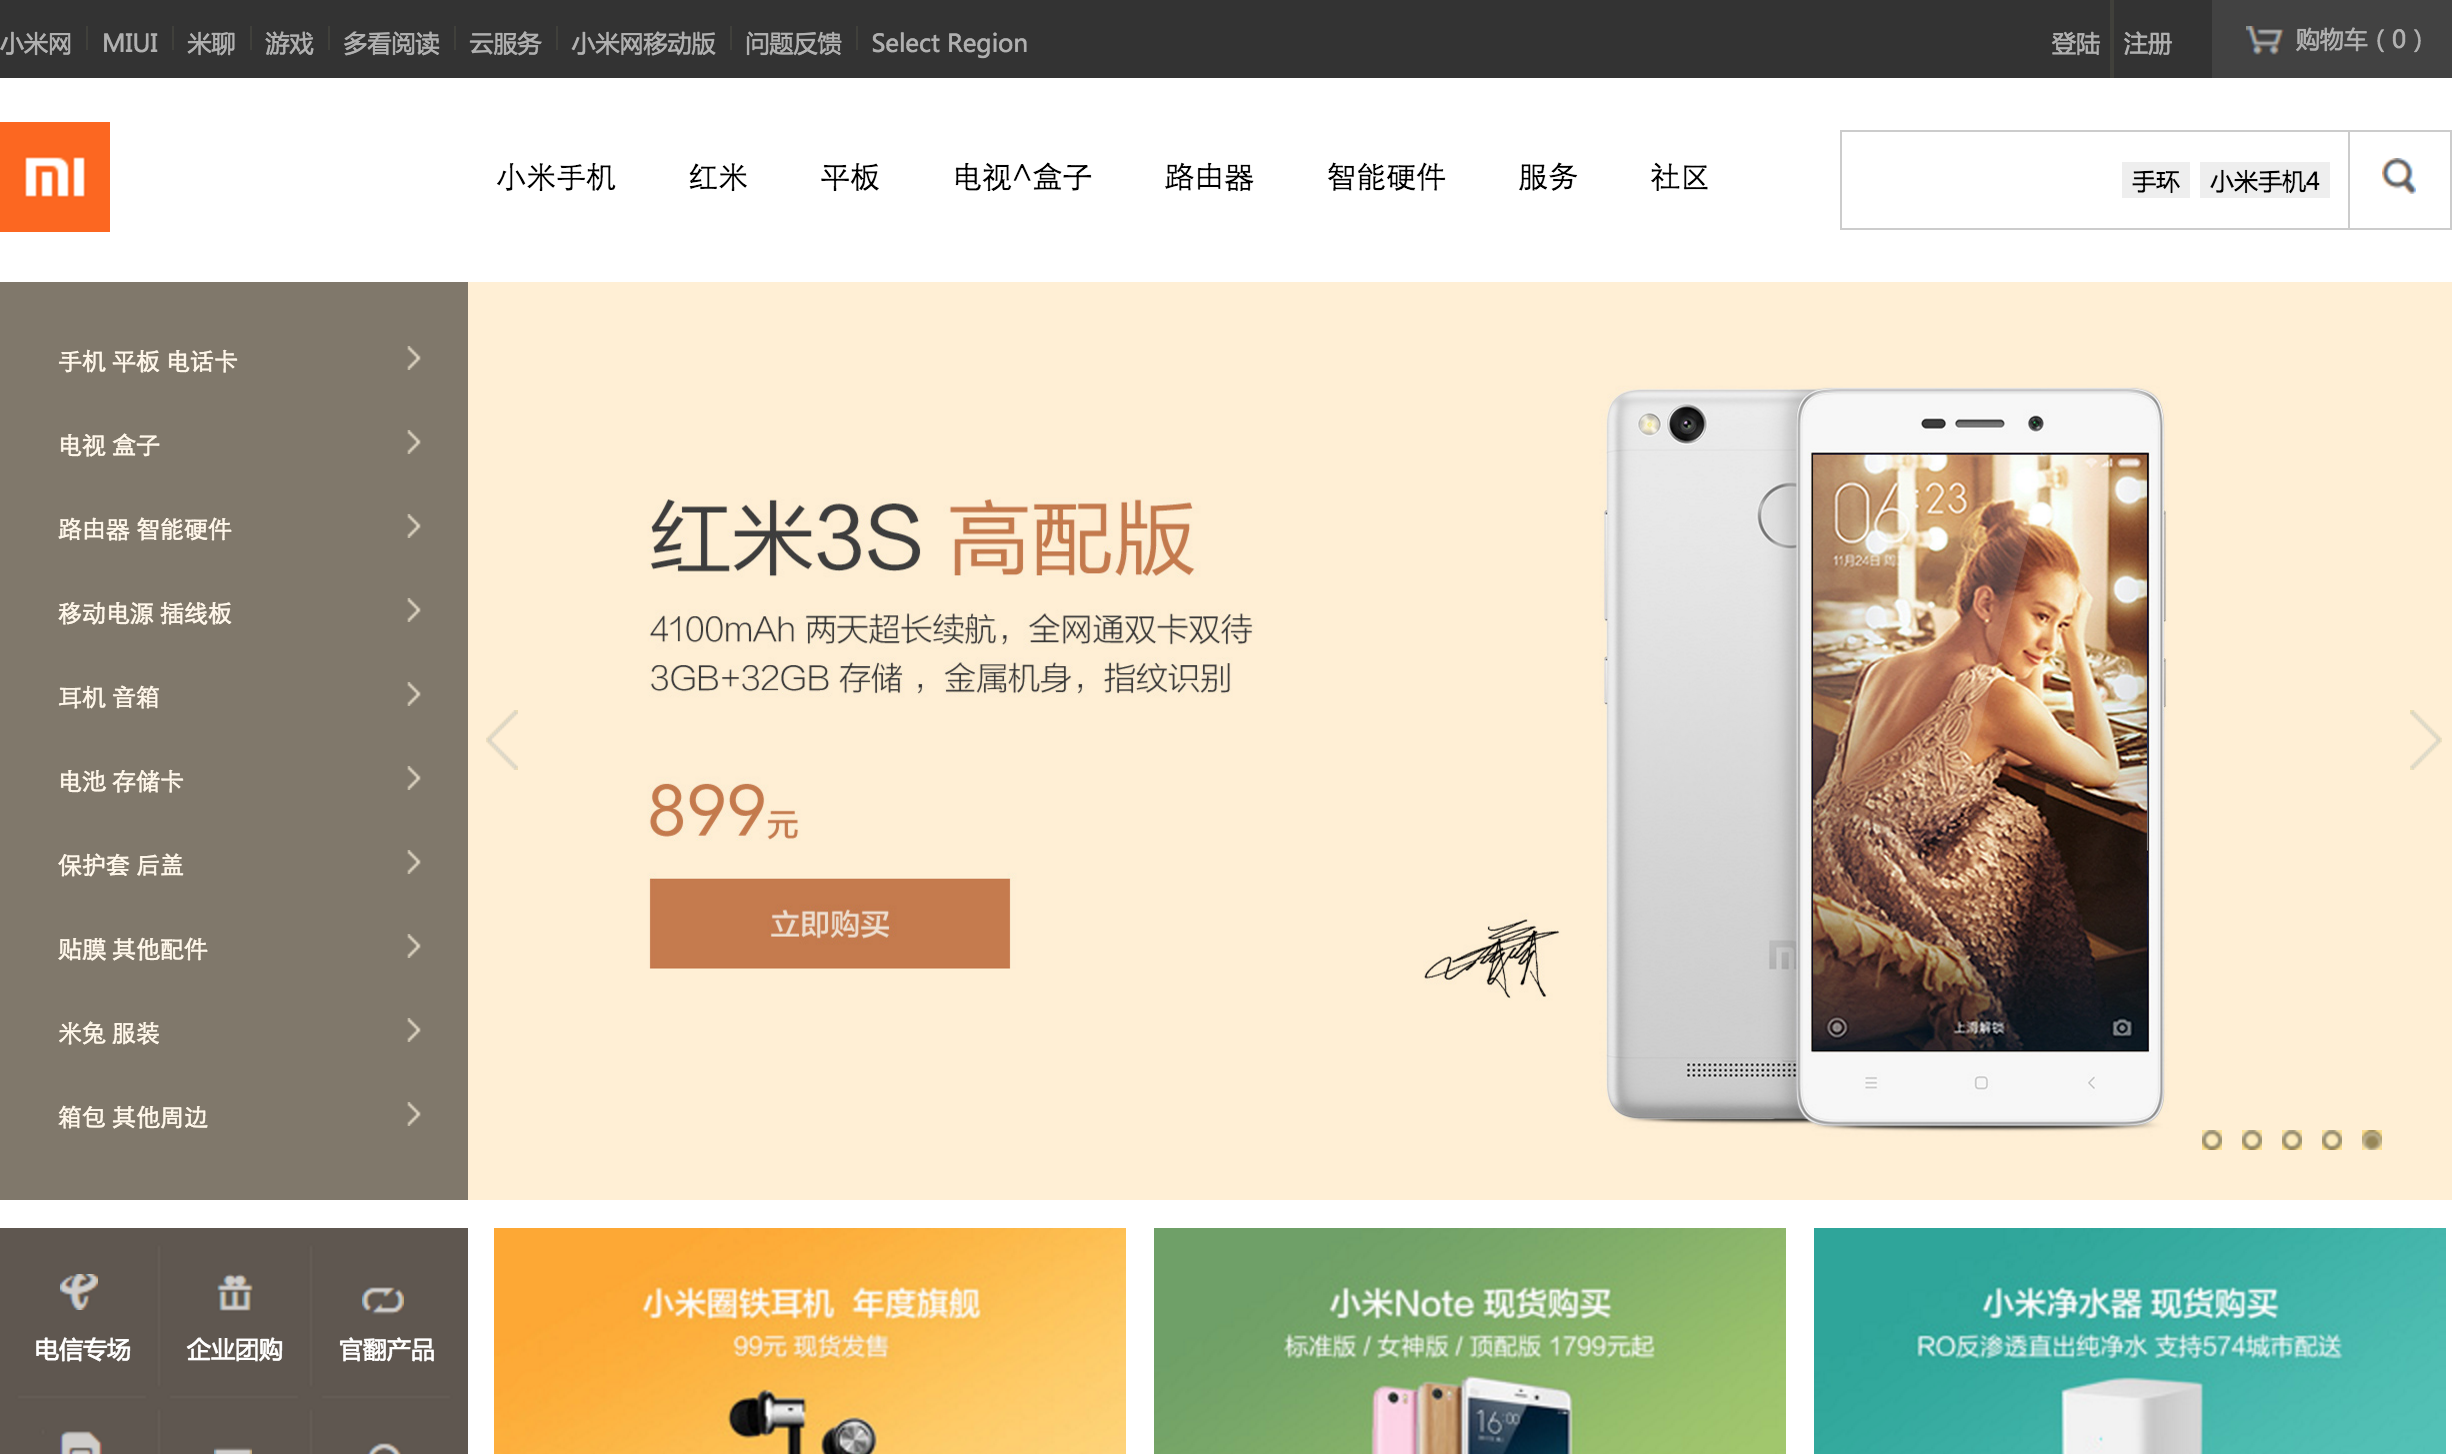 小米网 MIUI 米聊 游戏 多看阅读 云服务 小米网移动版 问题反馈 Select Region 登陆 注册 购物车 ( 0 )
MI 小米手机 红米 平板 电视^盒子 路由器 智能硬件 服务 社区 手环 小米手机4
手机 平板 电话卡
电视 盒子
路由器 智能硬件
移动电源 插线板
耳机 音箱
电池 存储卡
保护套 后盖
贴膜 其他配件
米兔 服装
箱包 其他周边
红米3S 高配版
4100mAh 两天超长续航，全网通双卡双待
3GB+32GB 存储 ，金属机身，指纹识别
899元
立即购买
06:23
11月24日 周
上滑解锁
电信专场 企业团购 官翻产品
小米圈铁耳机 年度旗舰
99元 现货发售
小米Note 现货购买
标准版 / 女神版 / 顶配版 1799元起
16:00
小米净水器 现货购买
RO反渗透直出纯净水 支持574城市配送